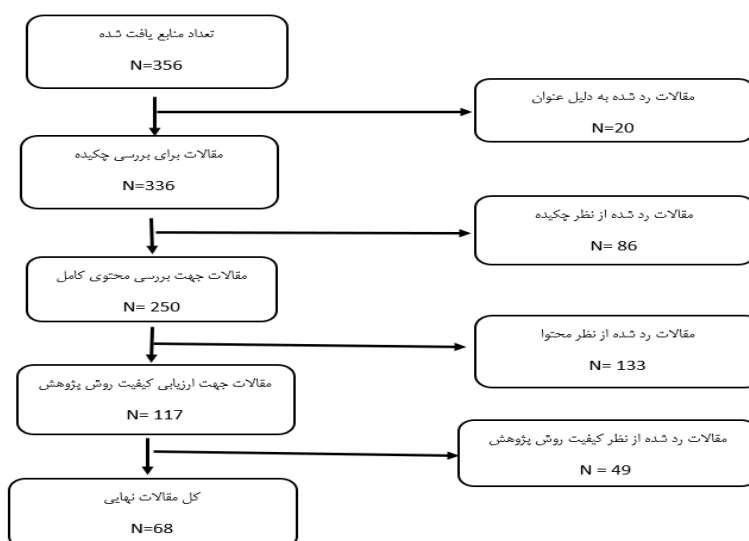 تعداد منابع یافت شده
N=356
مقالات رد شده به دلیل عنوان
N=20
مقالات برای بررسی چکیده
N=336
مقالات رد شده از نظر چکیده
N= 86
مقالات جهت بررسی محتوی کامل
N= 250
مقالات رد شده از نظر محتوا
N= 133
مقالات جهت ارزیابی کیفیت روش پژوهش
N= 117
مقالات رد شده از نظر کیفیت روش پژوهش
N = 49
کل مقالات نهایی
N=68